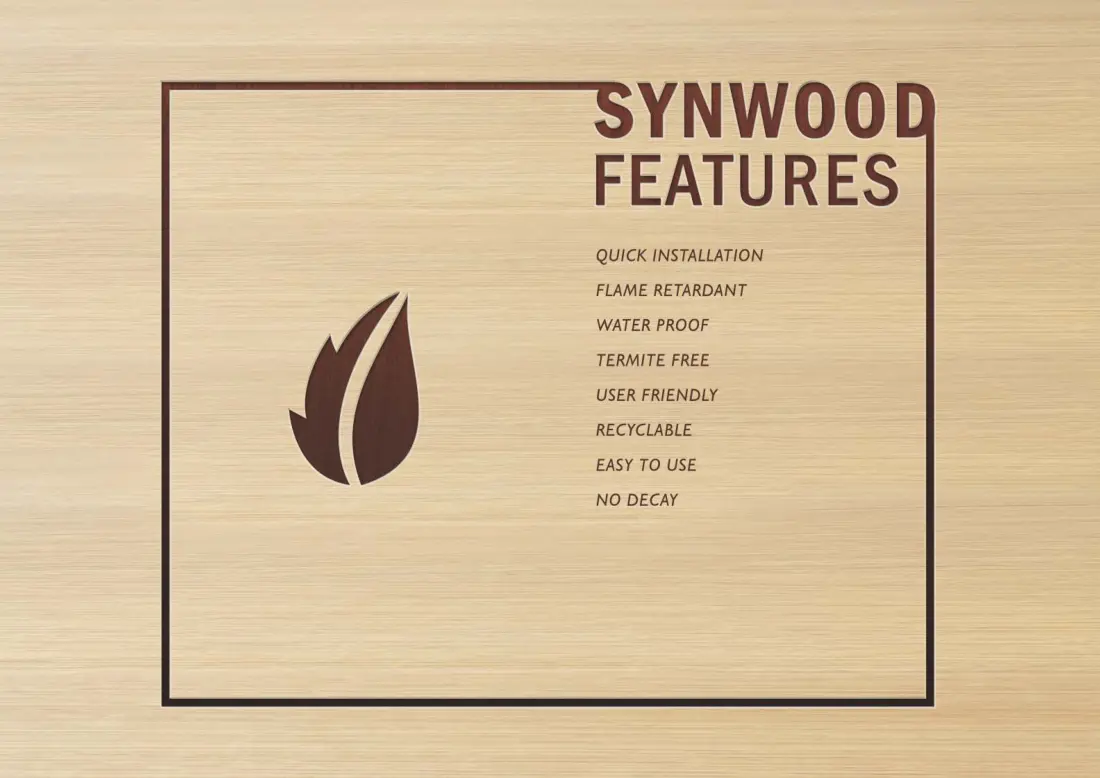 SYNWOOD
FEATURES
QUICK INSTALLATION
FLAME RETARDANT
WATER PROOF
TERMITE FREE
USER FRIENDLY
RECYCLABLE
EASY TO USE
NO DECAY